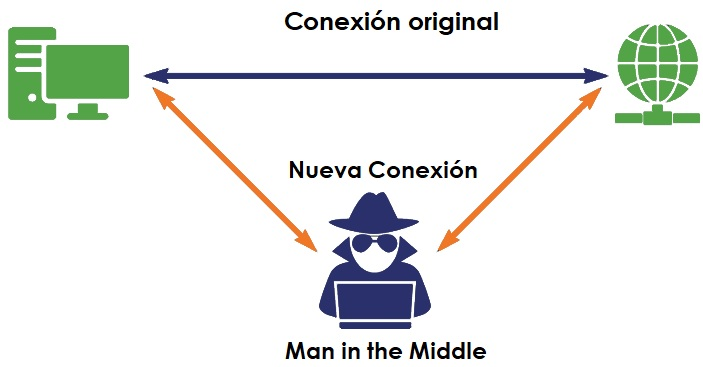 Conexión original
Nueva Conexión
Man in the Middle